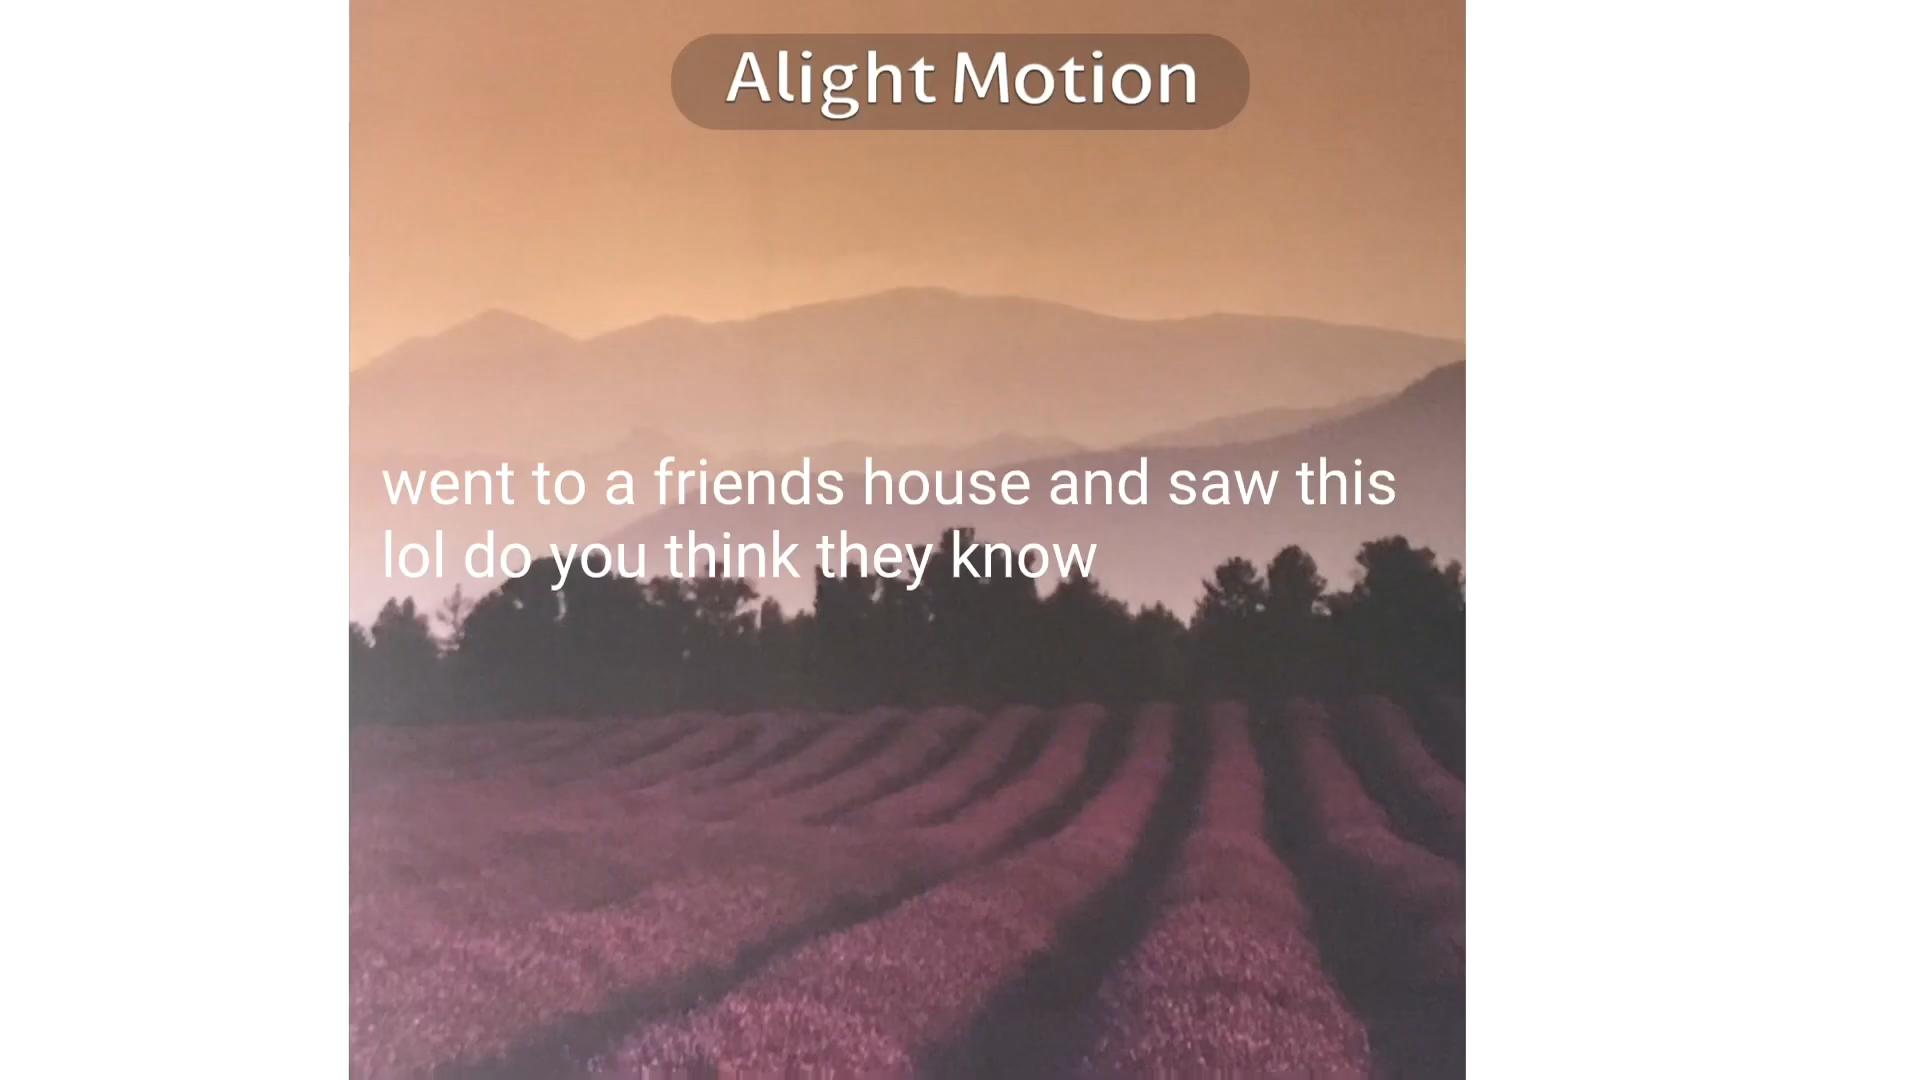 Alight Motion
went to a friends house and saw this
lol do you think they know